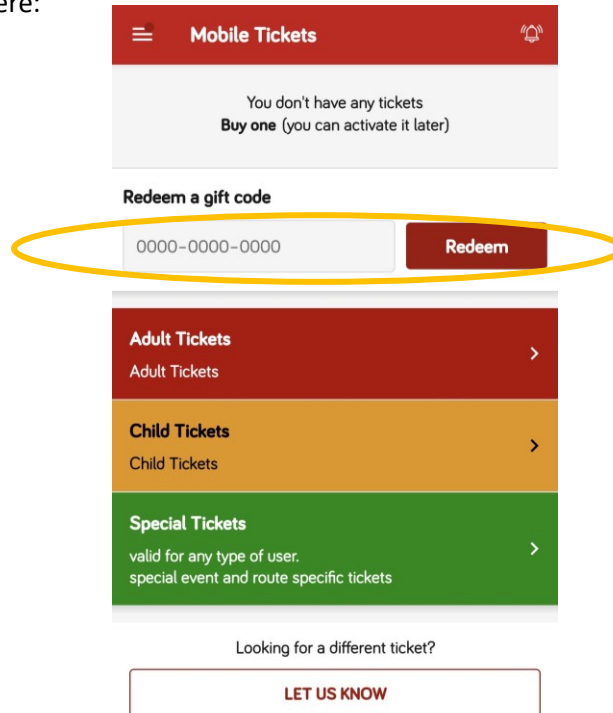 ere:
Mobile Tickets
You don't have any tickets
Buy one (you can activate it later)
Redeem a gift code
0000-0000-0000
Redeem
Adult Tickets
Adult Tickets
Child Tickets
Child Tickets
Special Tickets
valid for any type of user.
special event and route specific tickets
Looking for a different ticket?
LET US KNOW